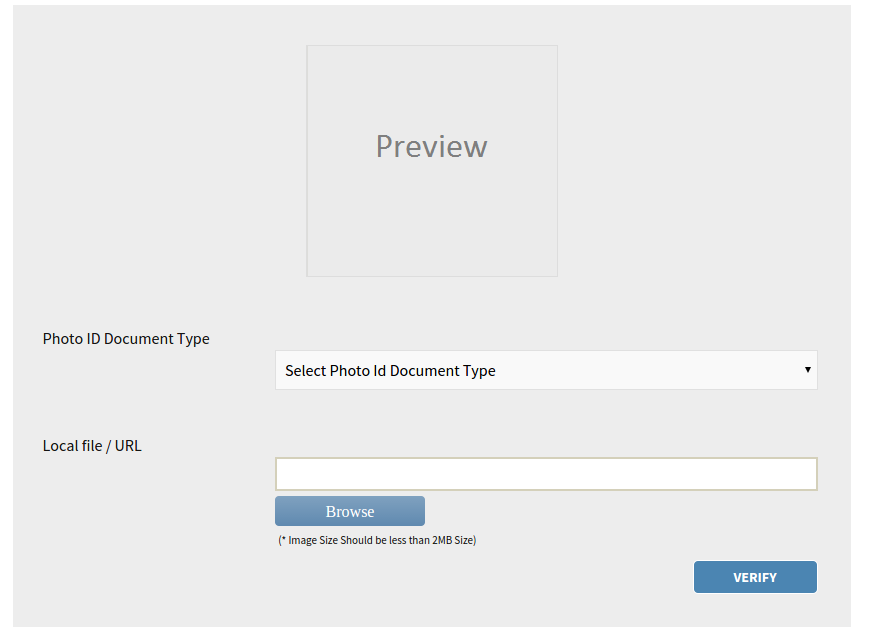 Preview
Photo ID Document Type
Select Photo Id Document Type
Local file / URL
Browse
(* Image Size Should be less than 2MB Size)
VERIFY